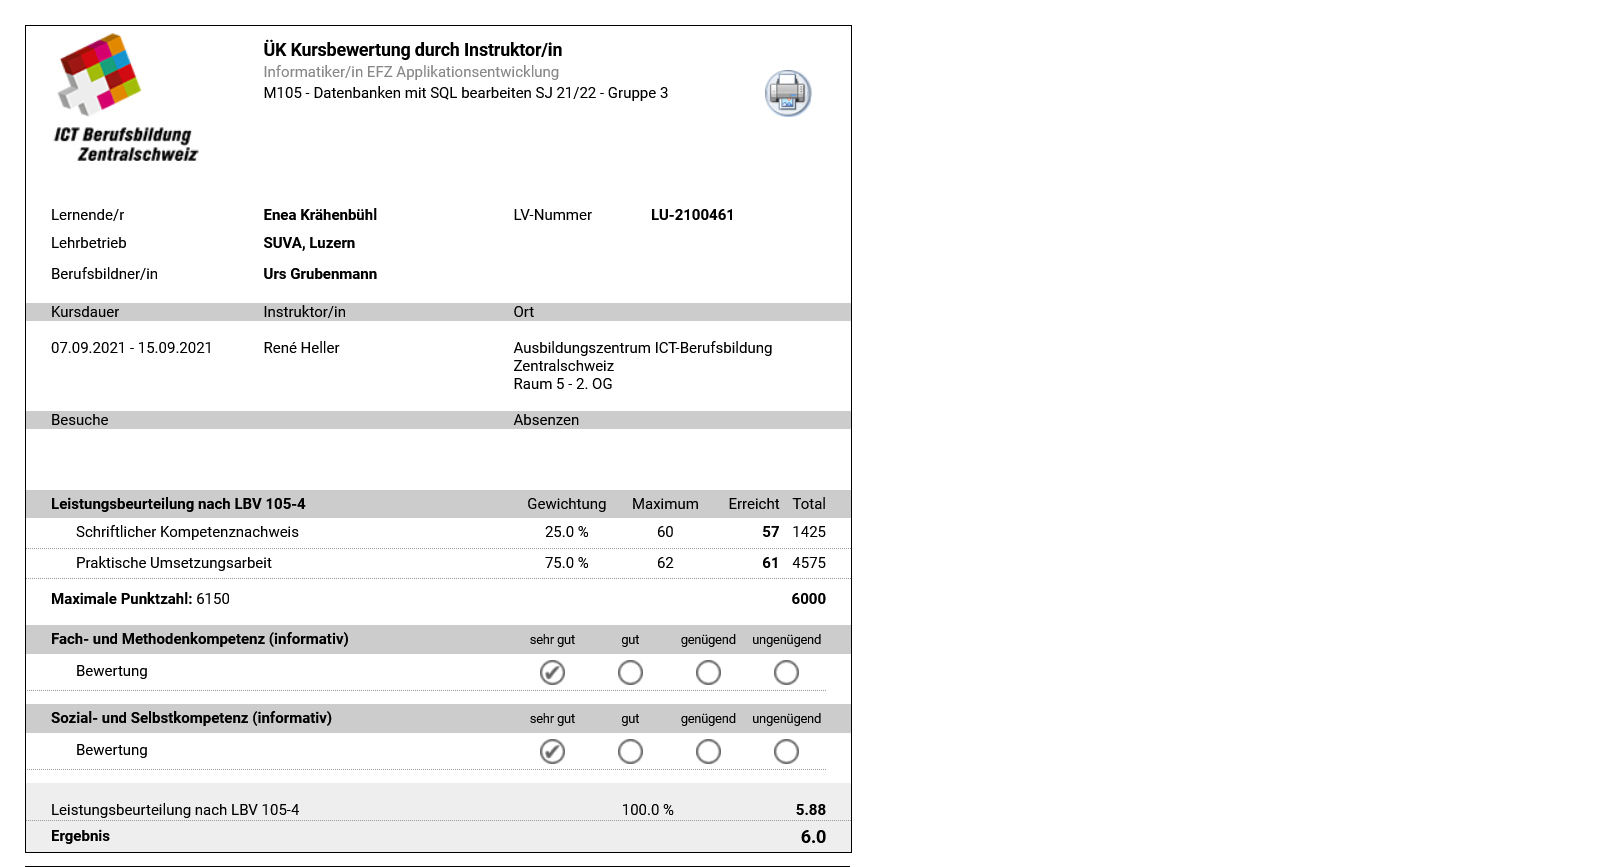 ICT Berufsbildung
Zentralschweiz
ÜK Kursbewertung durch Instruktor/in
Informatiker/in EFZ Applikationsentwicklung
M105 - Datenbanken mit SQL bearbeiten SJ 21/22 - Gruppe 3
Lernende/r Enea Krähenbühl LV-Nummer LU-2100461
Lehrbetrieb SUVA, Luzern
Berufsbildner/in Urs Grubenmann
Kursdauer Instruktor/in Ort
07.09.2021 - 15.09.2021 René Heller Ausbildungszentrum ICT-Berufsbildung
Zentralschweiz
Raum 5 - 2. OG
Besuche Absenzen
Leistungsbeurteilung nach LBV 105-4 Gewichtung Maximum Erreicht Total
Schriftlicher Kompetenznachweis 25.0 % 60 57 1425
Praktische Umsetzungsarbeit 75.0 % 62 61 4575
Maximale Punktzahl: 6150 6000
Fach- und Methodenkompetenz (informativ) sehr gut gut genügend ungenügend
Bewertung
Sozial- und Selbstkompetenz (informativ) sehr gut gut genügend ungenügend
Bewertung
Leistungsbeurteilung nach LBV 105-4 100.0 % 5.88
Ergebnis 6.0